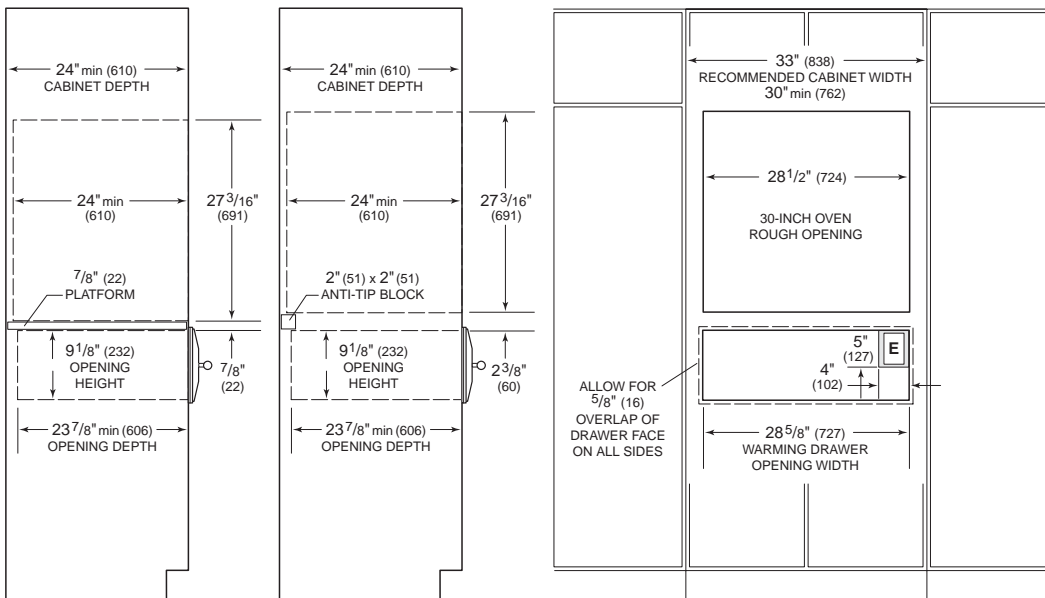 24" min (610)
CABINET DEPTH
24" min
(610)
27 3/16"
(691)
7/8" (22)
PLATFORM
9 1/8" (232)
OPENING
HEIGHT
7/8"
(22)
23 7/8" min (606)
OPENING DEPTH
24" min (610)
CABINET DEPTH
24" min
(610)
27 3/16"
(691)
2" (51) x 2" (51)
ANTI-TIP BLOCK
9 1/8" (232)
OPENING
HEIGHT
2 3/8"
(60)
23 7/8" min (606)
OPENING DEPTH
33" (838)
RECOMMENDED CABINET WIDTH
30" min (762)
28 1/2" (724)
30-INCH OVEN
ROUGH OPENING
5"
(127)
E
4"
(102)
ALLOW FOR
5/8" (16)
OVERLAP OF
DRAWER FACE
ON ALL SIDES
28 5/8" (727)
WARMING DRAWER
OPENING WIDTH